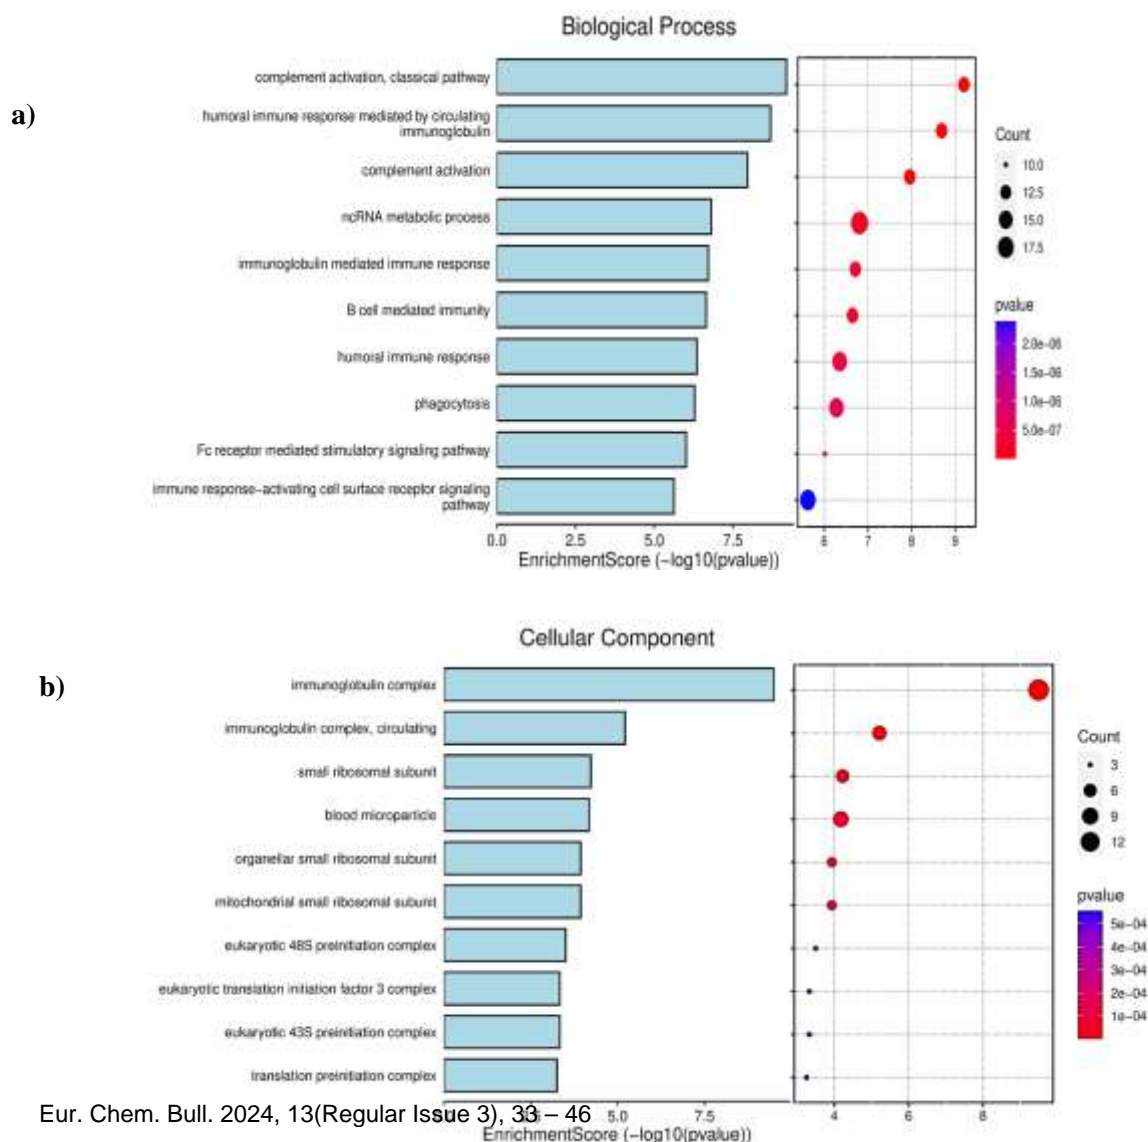 Biological Process
a)
complement activation, classical pathway
humoral immune response mediated by circulating
immunoglobulin
complement activation
ncRNA metabolic process
immunoglobulin mediated immune response
B cell mediated immunity
humoral immune response
phagocytosis
Fc receptor mediated stimulatory signaling pathway
immune response-activating cell surface receptor signaling
pathway
0.0 2.5 5.0 7.5
EnrichmentScore (-log10(pvalue))
6 7 8 9
Count
10.0
12.5
15.0
17.5
pvalue
2.0e-06
1.5e-06
1.0e-06
5.0e-07
Cellular Component
b)
immunoglobulin complex
immunoglobulin complex, circulating
small ribosomal subunit
blood microparticle
organellar small ribosomal subunit
mitochondrial small ribosomal subunit
eukaryotic 48S preinitiation complex
eukaryotic translation initiation factor 3 complex
eukaryotic 43S preinitiation complex
translation preinitiation complex
5.0 7.5
EnrichmentScore (-log10(pvalue))
4 6 8
Count
3
6
9
12
pvalue
5e-04
4e-04
3e-04
2e-04
1e-04
Eur. Chem. Bull. 2024, 13(Regular Issue 3), 33 – 46